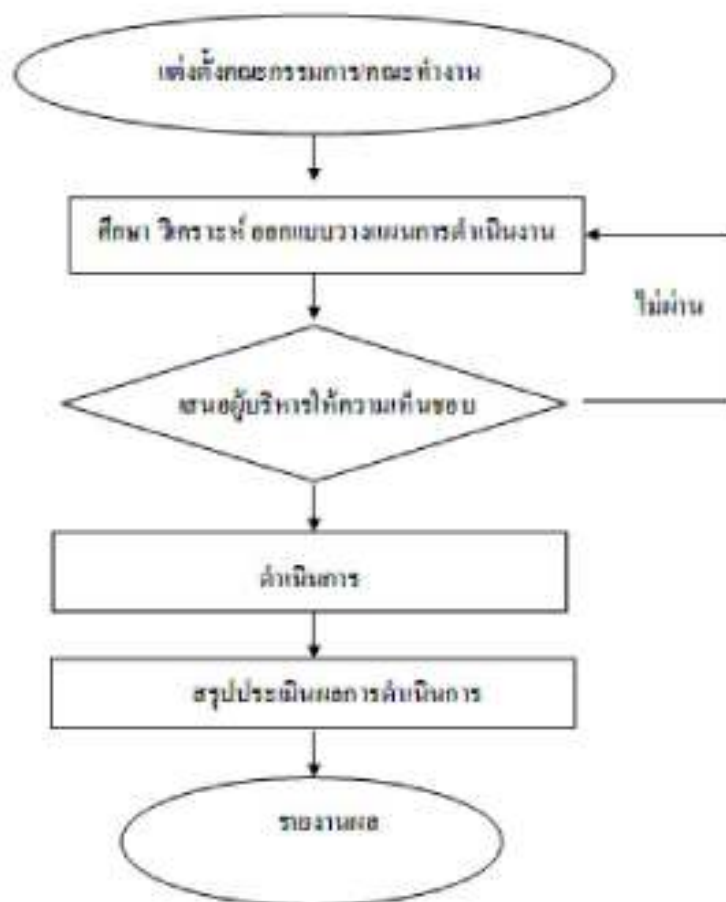 แต่งตั้งคณะกรรมการ/คณะทำงาน
ศึกษา วิเคราะห์ ออกแบบวางแผนการดำเนินงาน
ไม่ผ่าน
เสนอผู้บริหารให้ความเห็นชอบ
ดำเนินการ
สรุปประเมินผลการดำเนินการ
รายงานผล